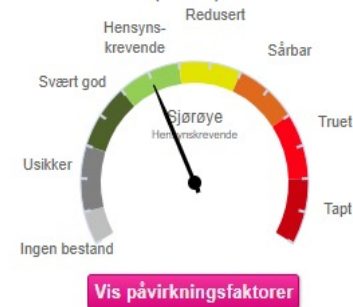 Redusert
Hensyns-
krevende
Sårbar
Svært god
Sjørøye
Truet
Hensynskrevende
Usikker
Tapt
Ingen bestand
Vis påvirkningsfaktorer